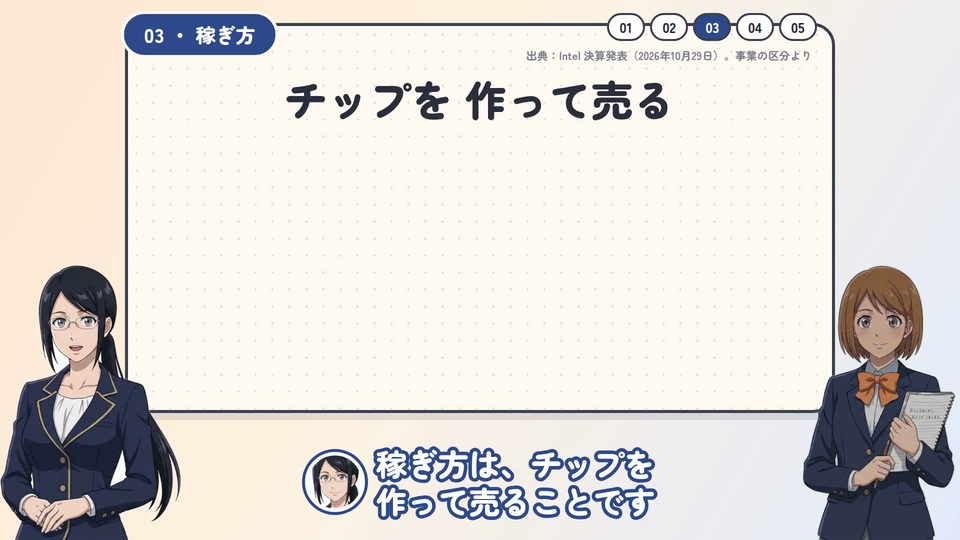 03 ・ 稼ぎ方
01 02 03 04 05
出典：Intel 決算発表（2026年10月29日）。事業の区分より
チップを 作って売る
稼ぎ方は、チップを
作って売ることです